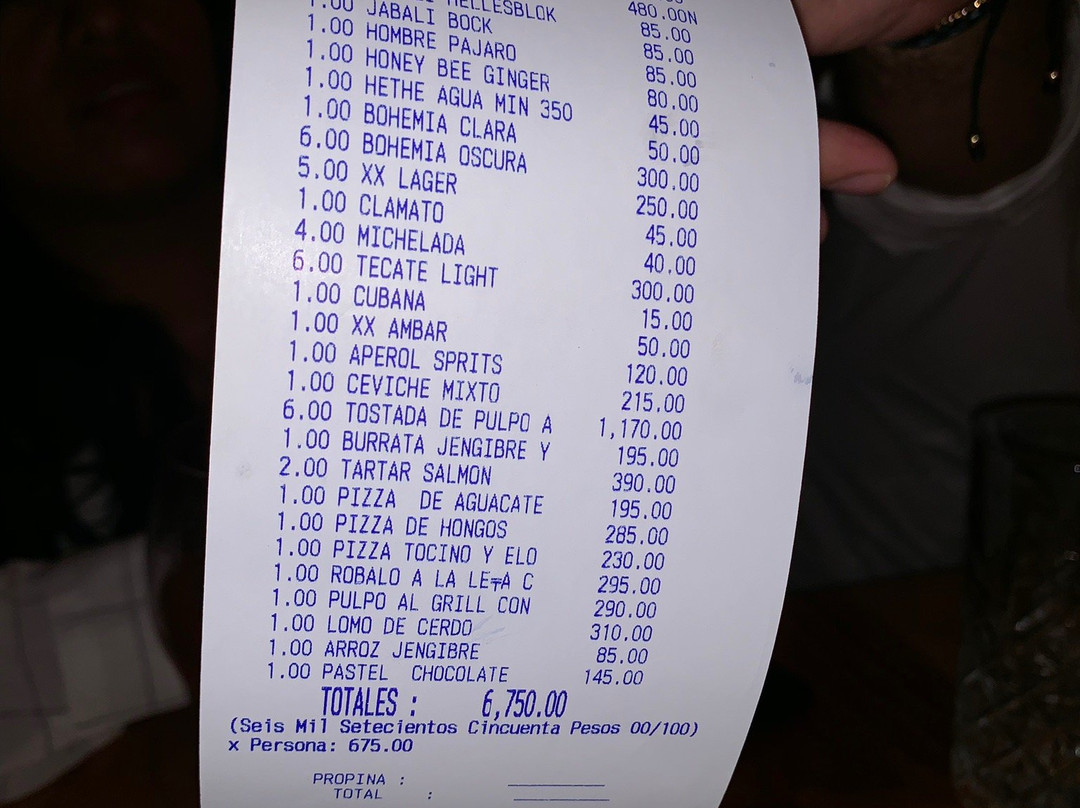 480.00N
HELLESBLOK 85.00
1.00 JABALI BOCK 85.00
1.00 HOMBRE PAJARO 85.00
1.00 HONEY BEE GINGER 80.00
1.00 HETHE AGUA MIN 350 45.00
1.00 BOHEMIA CLARA 50.00
6.00 BOHEMIA OSCURA 300.00
5.00 XX LAGER 250.00
1.00 CLAMATO 45.00
4.00 MICHELADA 40.00
6.00 TECATE LIGHT 300.00
1.00 CUBANA 15.00
1.00 XX AMBAR 50.00
1.00 APEROL SPRITS 120.00
1.00 CEVICHE MIXTO 215.00
6.00 TOSTADA DE PULPO A 1,170.00
1.00 BURRATA JENGIBRE Y 195.00
2.00 TARTAR SALMON 390.00
1.00 PIZZA DE AGUACATE 195.00
1.00 PIZZA DE HONGOS 285.00
1.00 PIZZA TOCINO Y ELO 230.00
1.00 ROBALO A LA LE╤A C 295.00
1.00 PULPO AL GRILL CON 290.00
1.00 LOMO DE CERDO 310.00
1.00 ARROZ JENGIBRE 85.00
1.00 PASTEL CHOCOLATE 145.00
TOTALES : 6,750.00
(Seis Mil Setecientos Cincuenta Pesos 00/100)
x Persona: 675.00
PROPINA :
TOTAL :